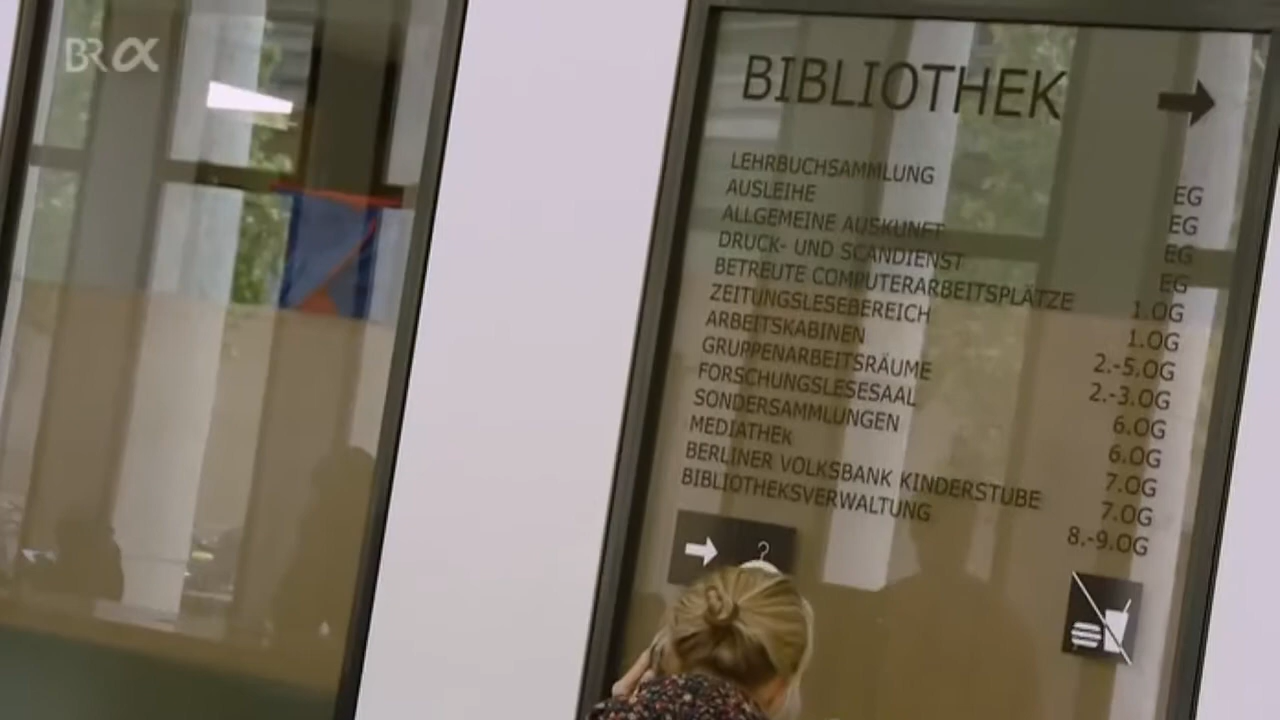 BRα
BIBLIOTHEK
LEHRBUCHSAMMLUNG EG
AUSLEIHE EG
ALLGEMEINE AUSKUNFT EG
DRUCK- UND SCANDIENST EG
BETREUTE COMPUTERARBEITSPLÄTZE 1.OG
ZEITUNGSLESEBEREICH 1.OG
ARBEITSKABINEN 2.-5.OG
GRUPPENARBEITSRÄUME 2.-3.OG
FORSCHUNGSLESESAAL 6.OG
SONDERSAMMLUNGEN 6.OG
MEDIATHEK 7.OG
BERLINER VOLKSBANK KINDERSTUBE 7.OG
BIBLIOTHEKSVERWALTUNG 8.-9.OG